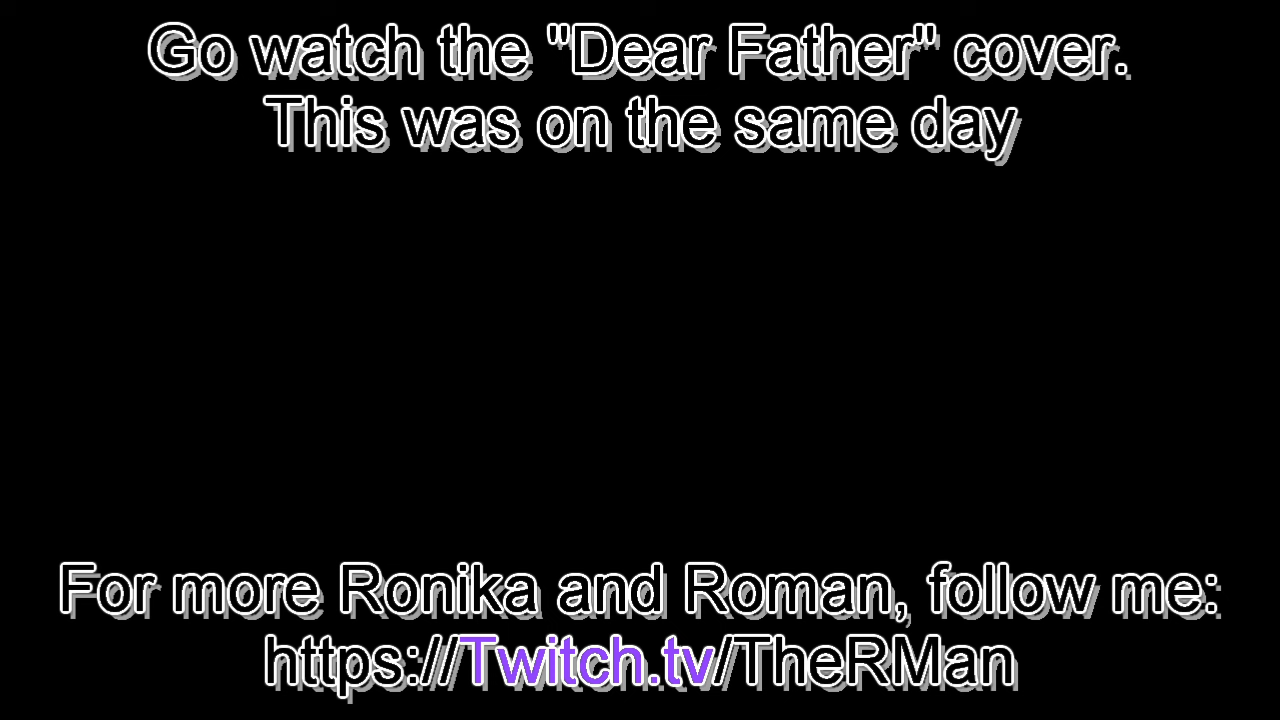 Go watch the "Dear Father" cover.
This was on the same day
For more Ronika and Roman, follow me:
https://Twitch.tv/TheRMan